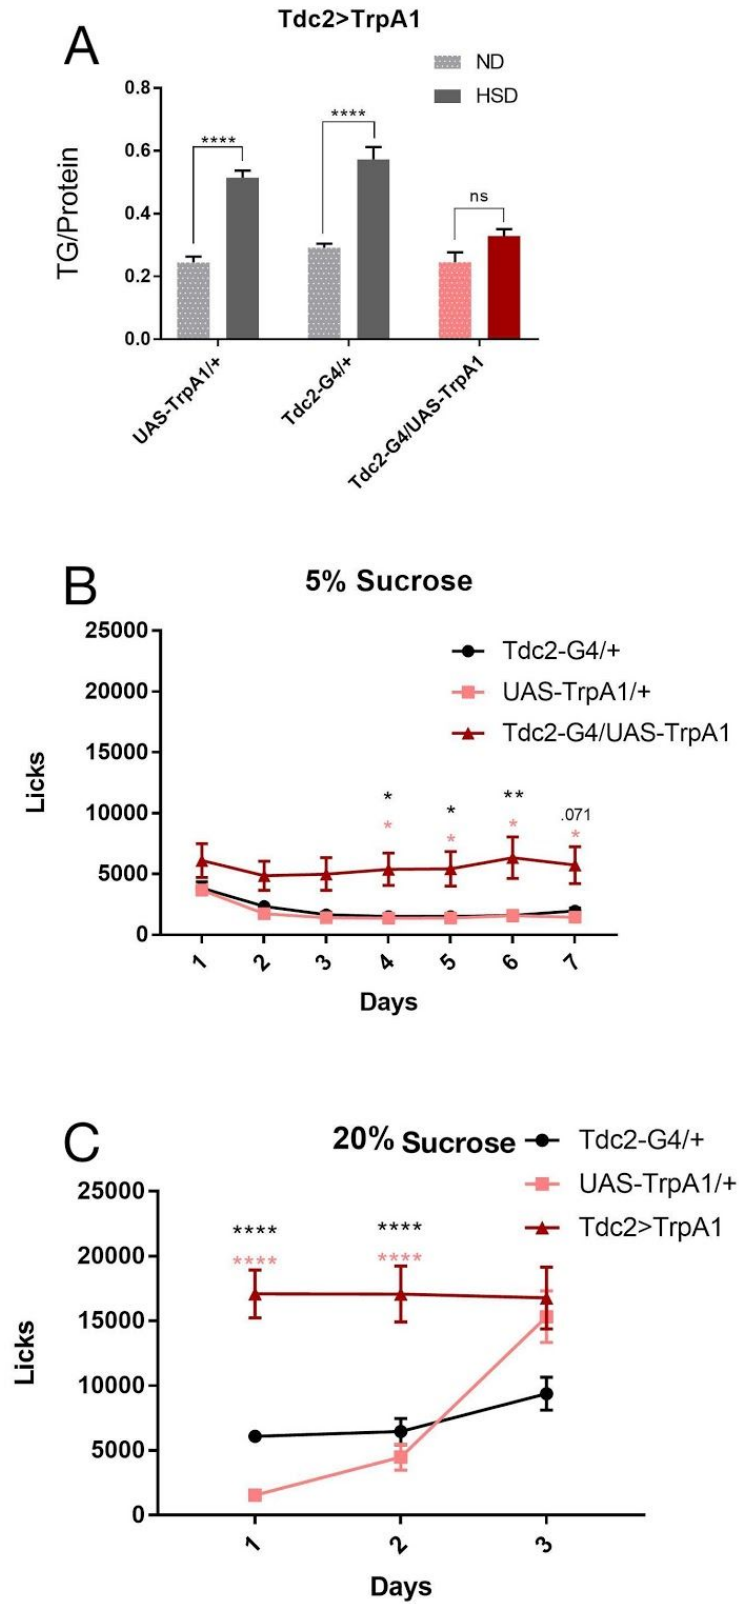 A
Tdc2>TrpA1
ND
HSD
TG/Protein
0.8
0.6
0.4
0.2
0.0
****
****
ns
UAS-TrpA1/+
Tdc2-G4/+
Tdc2-G4/UAS-TrpA1
B
5% Sucrose
Tdc2-G4/+
UAS-TrpA1/+
Tdc2-G4/UAS-TrpA1
Licks
25000
20000
15000
10000
5000
0
* * ** .071
* * * *
1 2 3 4 5 6 7
Days
C
20% Sucrose
Tdc2-G4/+
UAS-TrpA1/+
Tdc2>TrpA1
Licks
25000
20000
15000
10000
5000
0
**** ****
**** ****
1 2 3
Days